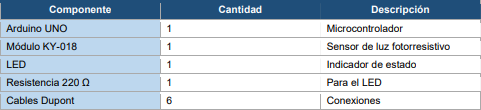 Componente Cantidad Descripción
Arduino UNO 1 Microcontrolador
Módulo KY-018 1 Sensor de luz fotorresistivo
LED 1 Indicador de estado
Resistencia 220 Ω 1 Para el LED
Cables Dupont 6 Conexiones